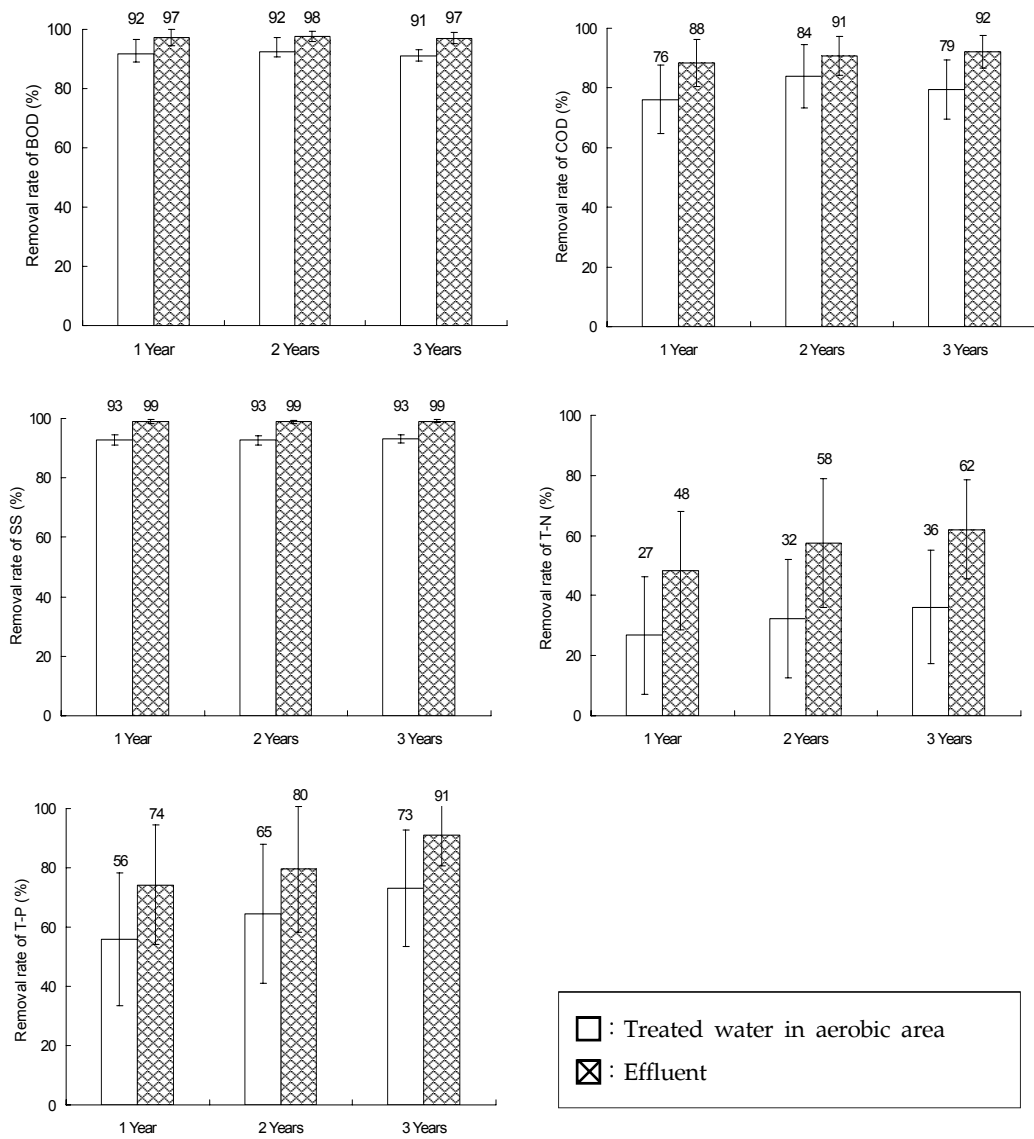 92 97 92 98 91 97
100
80
60
40
20
0
Removal rate of BOD (%)
1 Year 2 Years 3 Years
76 88 84 91 79 92
100
80
60
40
20
0
Removal rate of COD (%)
1 Year 2 Years 3 Years
93 99 93 99 93 99
100
80
60
40
20
0
Removal rate of SS (%)
1 Year 2 Years 3 Years
27 48 32 58 36 62
100
80
60
40
20
0
Removal rate of T-N (%)
1 Year 2 Years 3 Years
56 74 65 80 73 91
100
80
60
40
20
0
Removal rate of T-P (%)
1 Year 2 Years 3 Years
: Treated water in aerobic area
: Effluent